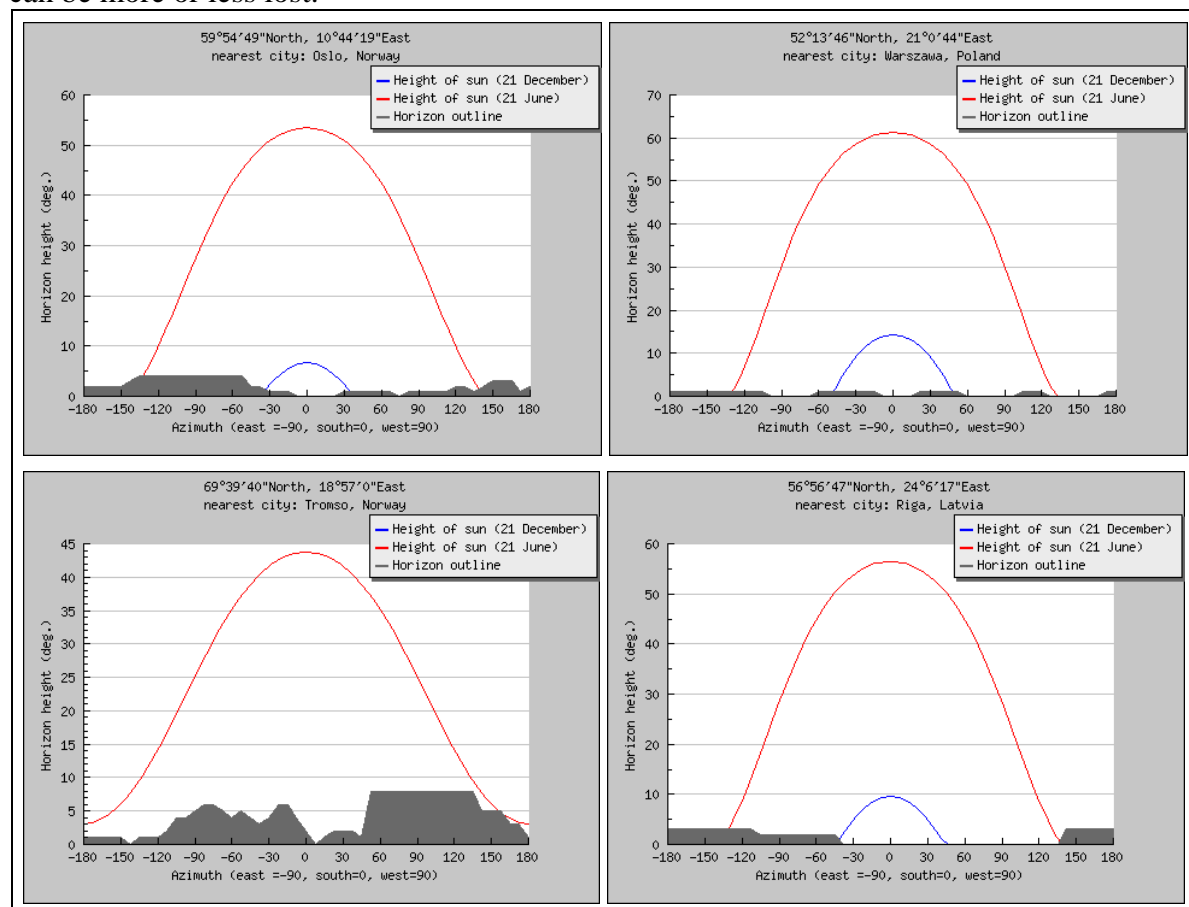 can be more or less lost.
59°54'49"North, 10°44'19"East
nearest city: Oslo, Norway
Height of sun (21 December)
Height of sun (21 June)
Horizon outline
60
50
40
30
20
10
0
Horizon height (deg.)
-180 -150 -120 -90 -60 -30 0 30 60 90 120 150 180
Azimuth (east =-90, south=0, west=90)
52°13'46"North, 21°0'44"East
nearest city: Warszawa, Poland
Height of sun (21 December)
Height of sun (21 June)
Horizon outline
70
60
50
40
30
20
10
0
Horizon height (deg.)
-180 -150 -120 -90 -60 -30 0 30 60 90 120 150 180
Azimuth (east =-90, south=0, west=90)
69°39'40"North, 18°57'0"East
nearest city: Tromso, Norway
Height of sun (21 December)
Height of sun (21 June)
Horizon outline
45
40
35
30
25
20
15
10
5
0
Horizon height (deg.)
-180 -150 -120 -90 -60 -30 0 30 60 90 120 150 180
Azimuth (east =-90, south=0, west=90)
56°56'47"North, 24°6'17"East
nearest city: Riga, Latvia
Height of sun (21 December)
Height of sun (21 June)
Horizon outline
60
50
40
30
20
10
0
Horizon height (deg.)
-180 -150 -120 -90 -60 -30 0 30 60 90 120 150 180
Azimuth (east =-90, south=0, west=90)